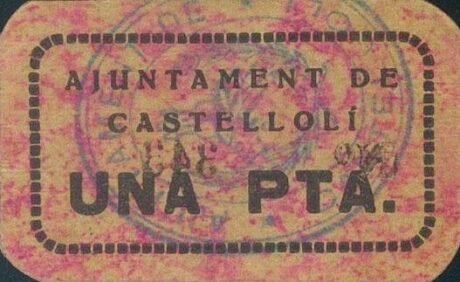 AJUNTAMENT DE
CASTELLOLÍ
UNA PTA.